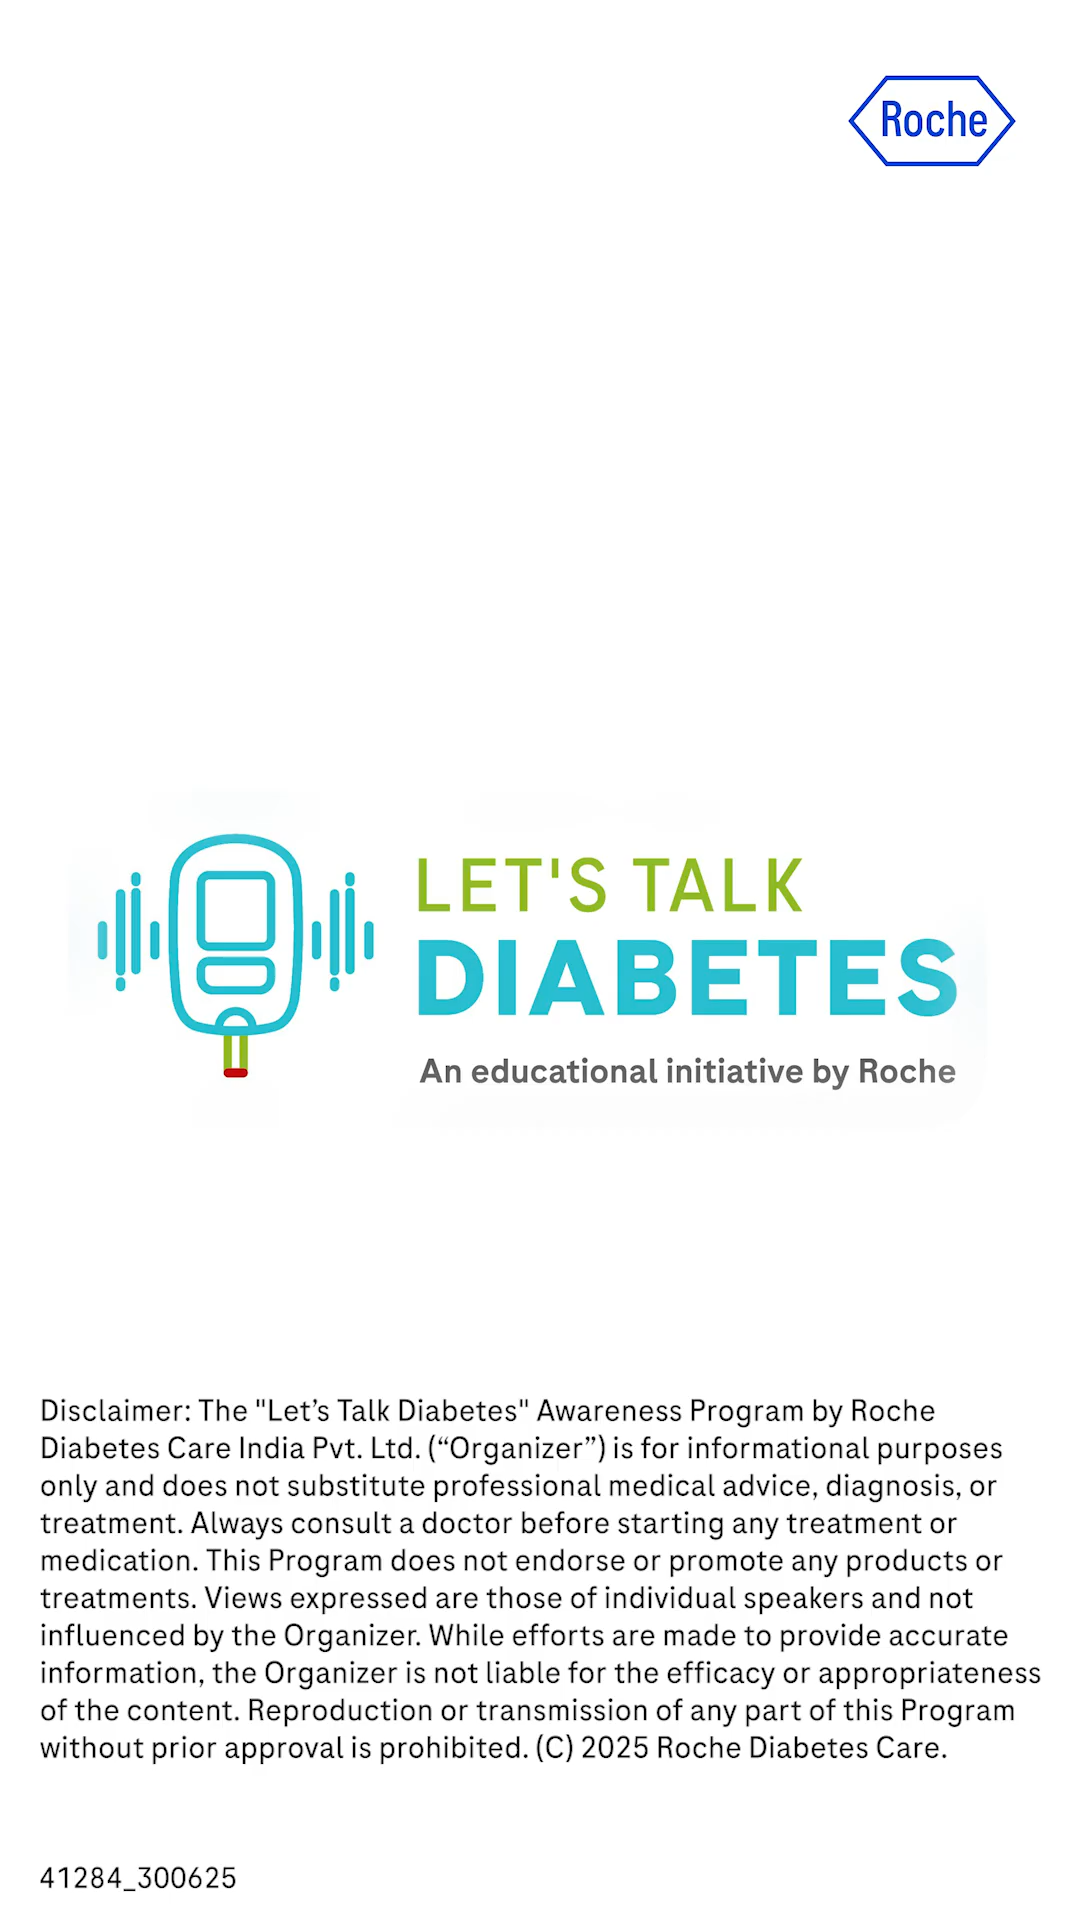 Roche
LET'S TALK
DIABETES
An educational initiative by Roche
Disclaimer: The "Let’s Talk Diabetes" Awareness Program by Roche
Diabetes Care India Pvt. Ltd. (“Organizer”) is for informational purposes
only and does not substitute professional medical advice, diagnosis, or
treatment. Always consult a doctor before starting any treatment or
medication. This Program does not endorse or promote any products or
treatments. Views expressed are those of individual speakers and not
influenced by the Organizer. While efforts are made to provide accurate
information, the Organizer is not liable for the efficacy or appropriateness
of the content. Reproduction or transmission of any part of this Program
without prior approval is prohibited. (C) 2025 Roche Diabetes Care.
41284_300625